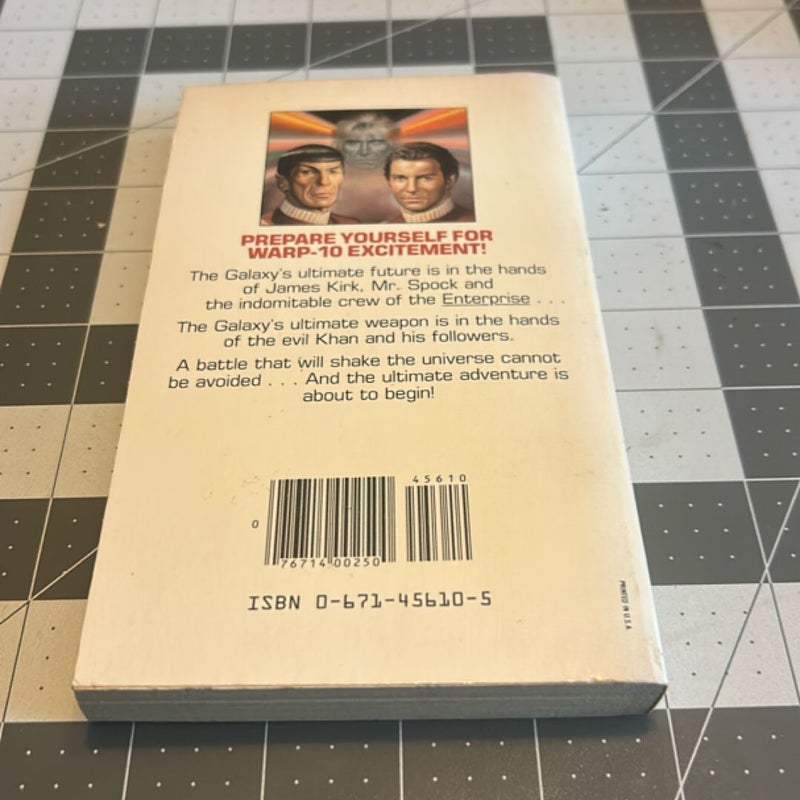 PREPARE YOURSELF FOR
WARP-10 EXCITEMENT!
The Galaxy's ultimate future is in the hands
of James Kirk, Mr. Spock and
the indomitable crew of the Enterprise . . .
The Galaxy's ultimate weapon is in the hands
of the evil Khan and his followers.
A battle that will shake the universe cannot
be avoided . . . And the ultimate adventure is
about to begin!
45610
0
76714 00250
ISBN 0-671-45610-5
PRINTED IN U.S.A.